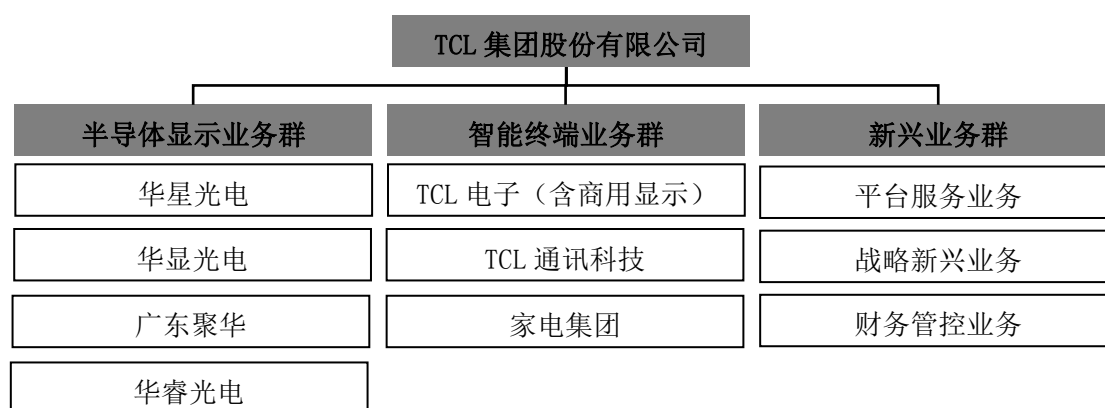 TCL 集团股份有限公司
半导体显示业务群
智能终端业务群
新兴业务群
华星光电
TCL 电子（含商用显示）
平台服务业务
华显光电
TCL 通讯科技
战略新兴业务
广东聚华
家电集团
财务管控业务
华睿光电